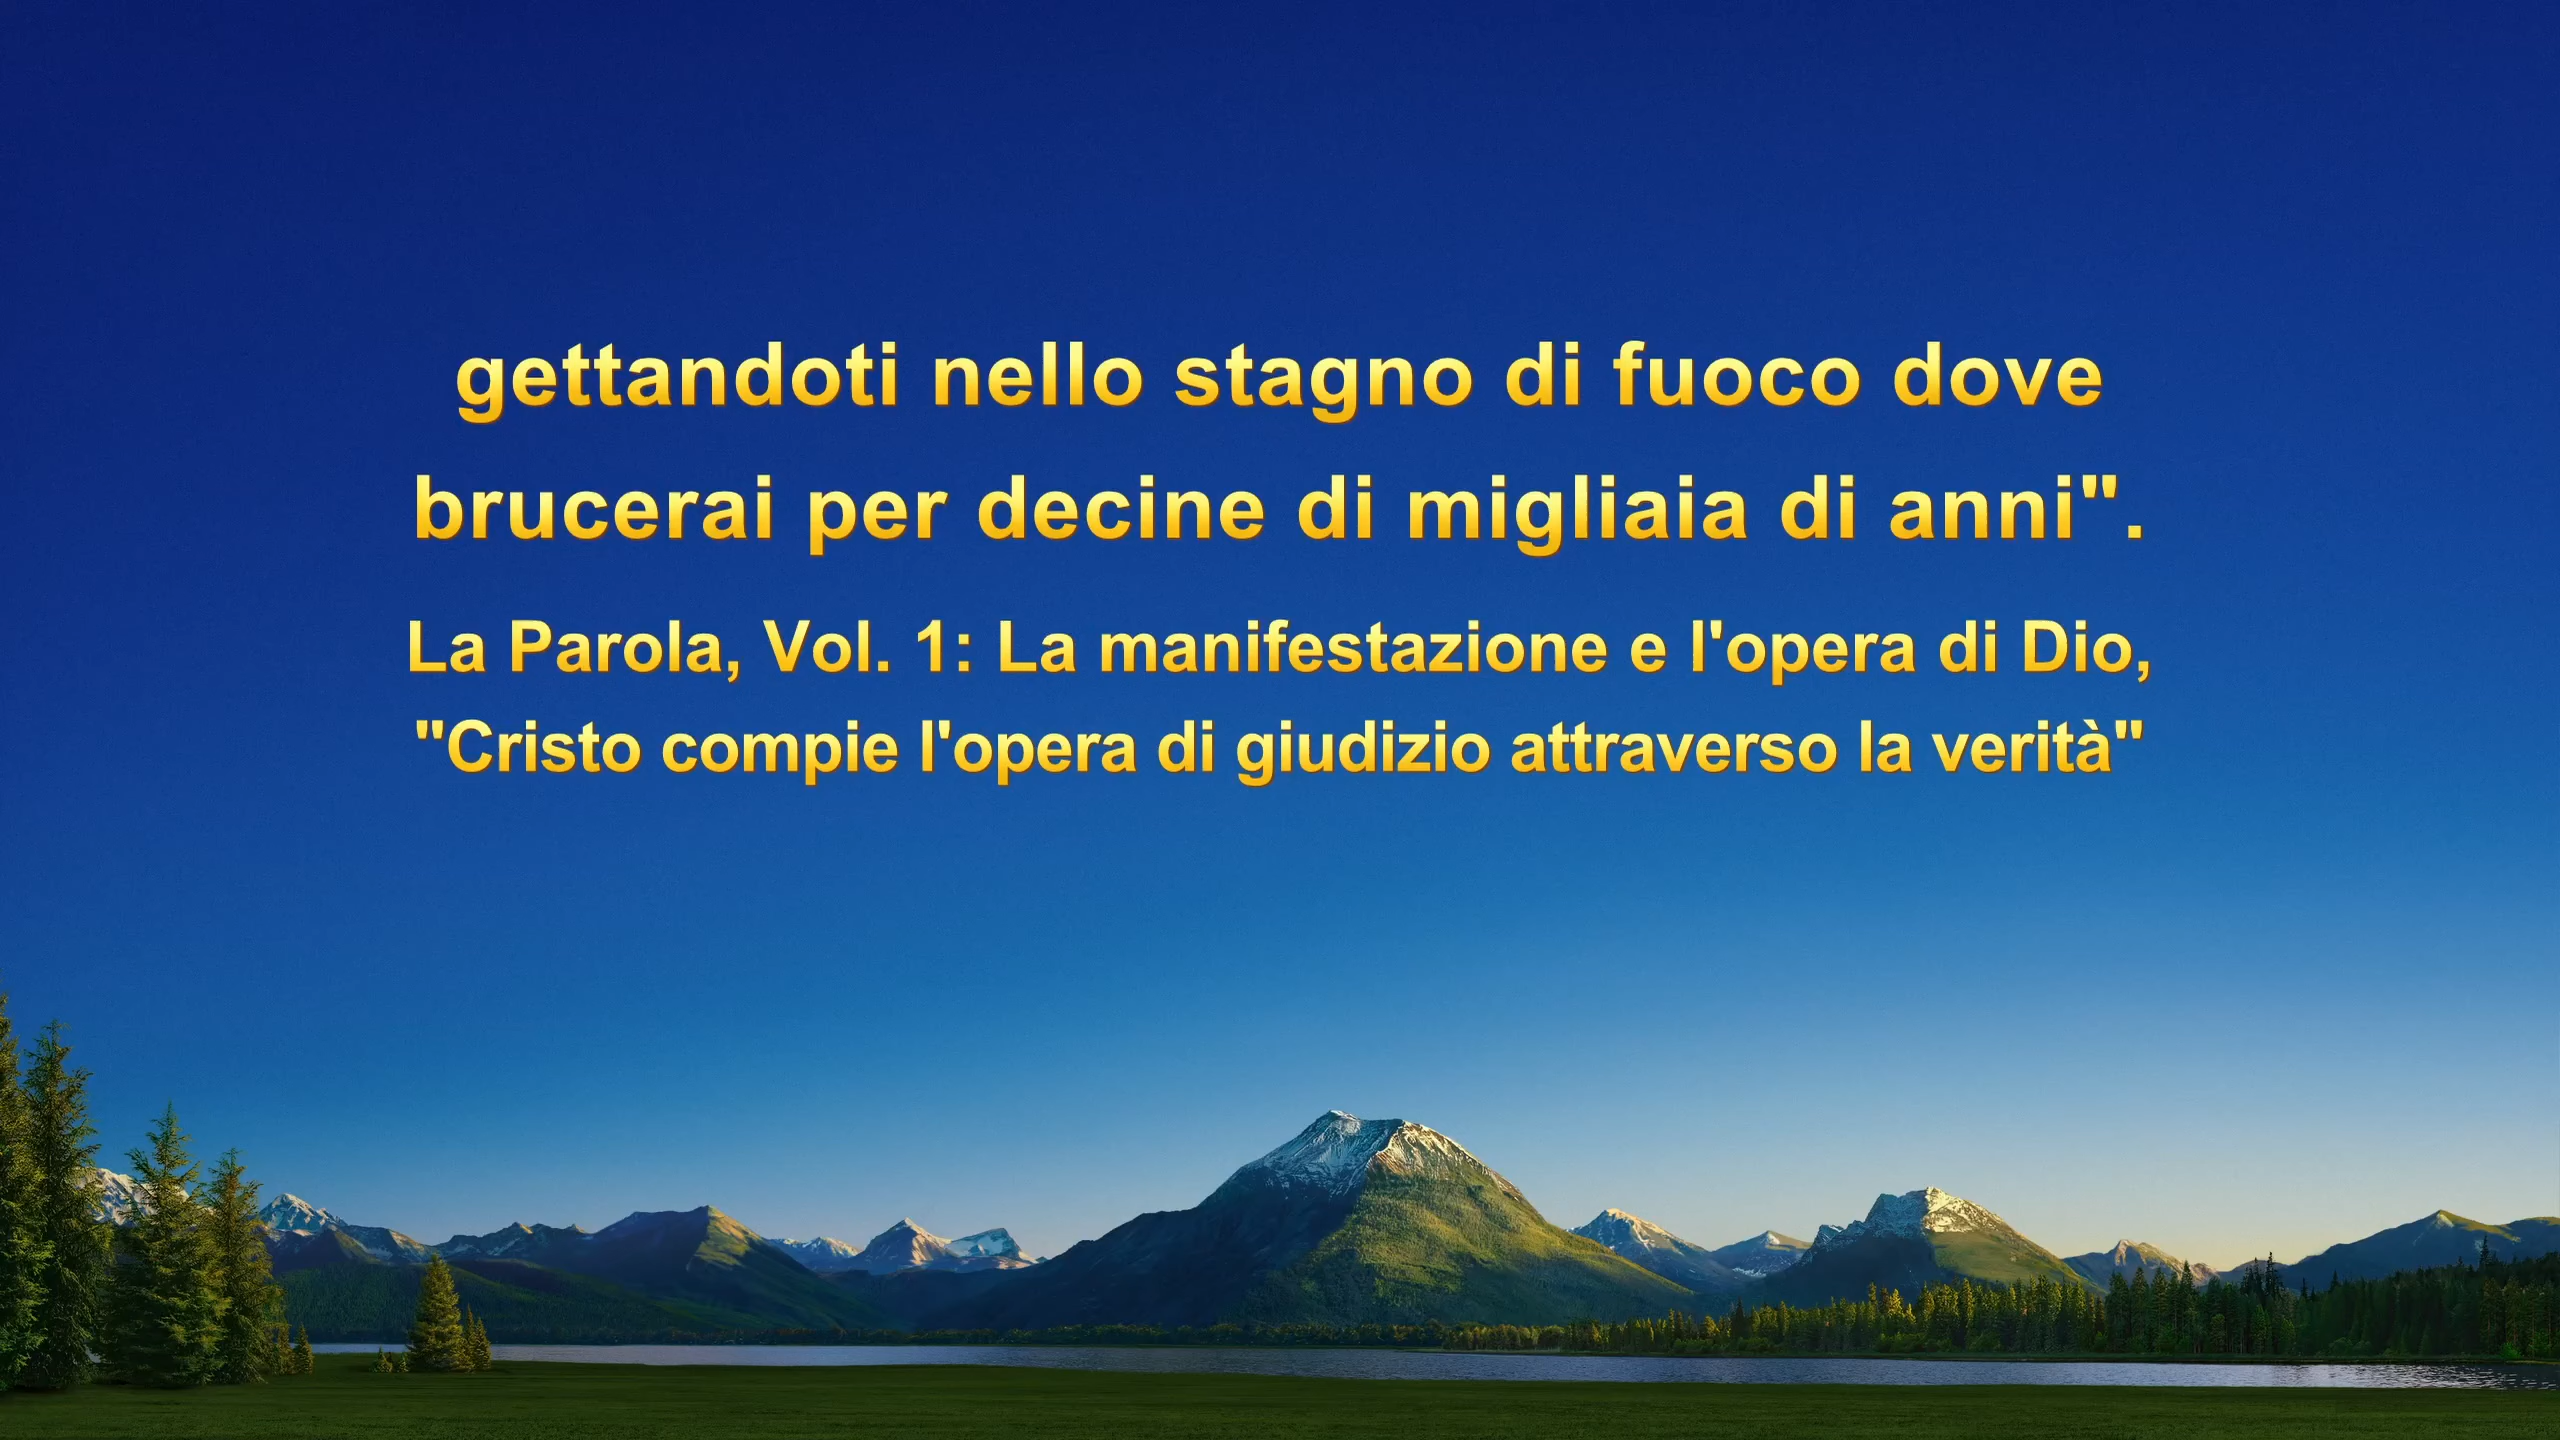 gettandoti nello stagno di fuoco dove
brucerai per decine di migliaia di anni".
La Parola, Vol. 1: La manifestazione e l'opera di Dio,
"Cristo compie l'opera di giudizio attraverso la verità"